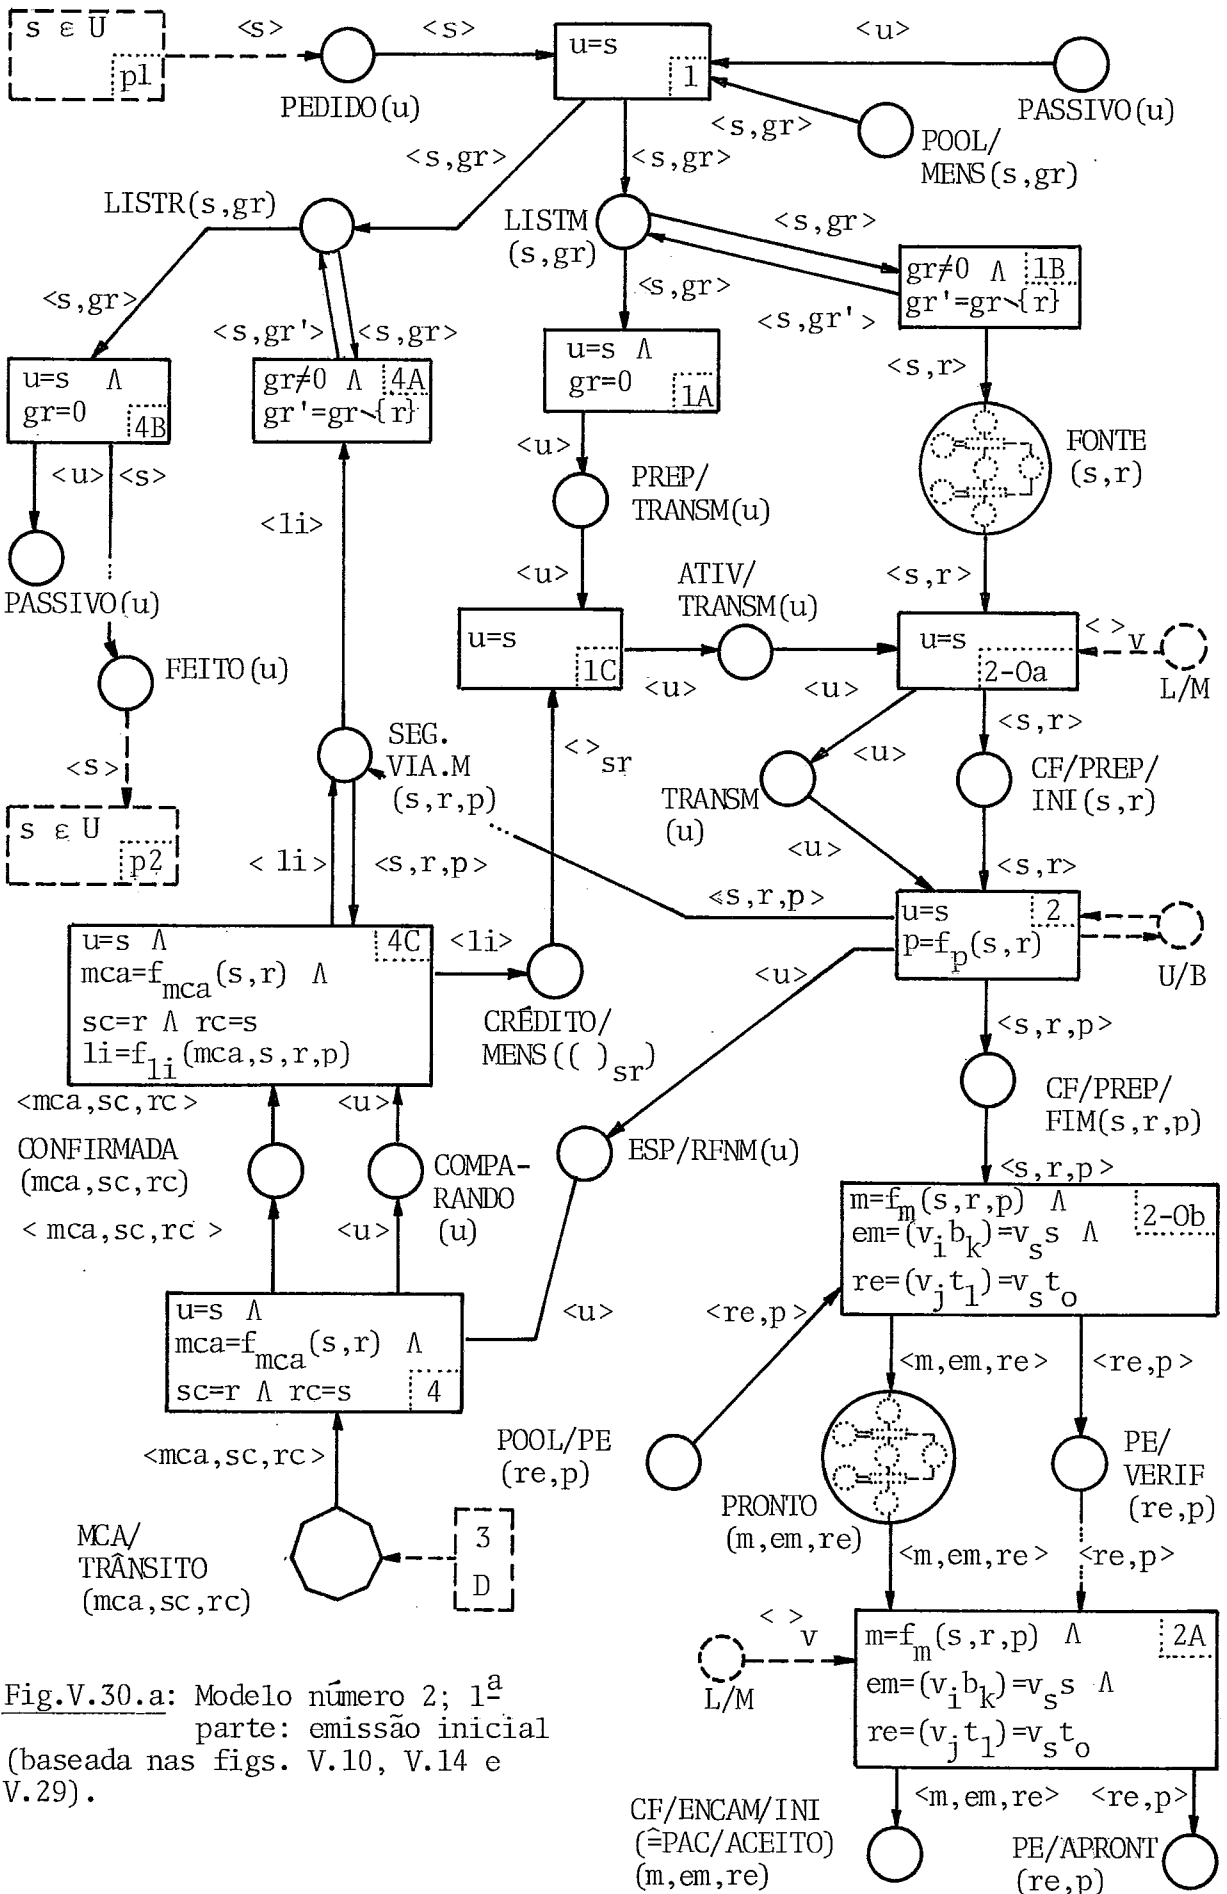 s ε U
p1
<s>
<s>
PEDIDO(u)
u=s
1
<u>
PASSIVO(u)
<s,gr>
POOL/
MENS(s,gr)
<s,gr>
<s,gr>
LISTR(s,gr)
LISTM
(s,gr)
<s,gr>
gr≠0 Λ
1B
gr'=gr∖{r}
<s,gr>
<s,gr'>
<s,gr>
<s,gr'>
<s,gr>
u=s Λ
gr=0
4B
gr≠0 Λ
4A
gr'=gr∖{r}
u=s Λ
gr=0
1A
<s,r>
FONTE
(s,r)
<u>
<s>
<u>
PREP/
TRANSM(u)
<li>
PASSIVO(u)
<u>
ATIV/
TRANSM(u)
<s,r>
FEITO(u)
u=s
1C
<u>
<u>
u=s
2-Oa
< >v
L/M
<s>
s ε U
p2
SEG.
VIA.M
(s,r,p)
< >sr
TRANSM
(u)
<u>
<s,r>
CF/PREP/
INI(s,r)
< li>
<s,r,p>
<u>
<s,r>
<s,r,p>
u=s
2
p=fp(s,r)
U/B
u=s Λ
4C
mca=fmca(s,r) Λ
sc=r Λ rc=s
li=fli(mca,s,r,p)
<li>
CRÉDITO/
MENS(( )sr)
<u>
<s,r,p>
CF/PREP/
FIM(s,r,p)
<mca,sc,rc>
<u>
CONFIRMADA
(mca,sc,rc)
COMPA-
RANDO
(u)
ESP/RFNM(u)
<s,r,p>
< mca,sc,rc >
<u>
m=fm(s,r,p) Λ
2-Ob
em=(vibk)=vss Λ
re=(vjtl)=vsto
u=s Λ
mca=fmca(s,r) Λ
sc=r Λ rc=s
4
<u>
<re,p>
<m,em,re>
<re,p>
<mca,sc,rc>
POOL/PE
(re,p)
PRONTO
(m,em,re)
PE/
VERIF
(re,p)
MCA/
TRÂNSITO
(mca,sc,rc)
3
D
<m,em,re>
<re,p>
< >v
L/M
m=fm(s,r,p) Λ
2A
em=(vibk)=vss Λ
re=(vjtl)=vsto
Fig.V.30.a: Modelo número 2; 1ª
parte: emissão inicial
(baseada nas figs. V.10, V.14 e
V.29).
<m,em,re>
<re,p>
CF/ENCAM/INI
(≙PAC/ACEITO)
(m,em,re)
PE/APRONT
(re,p)